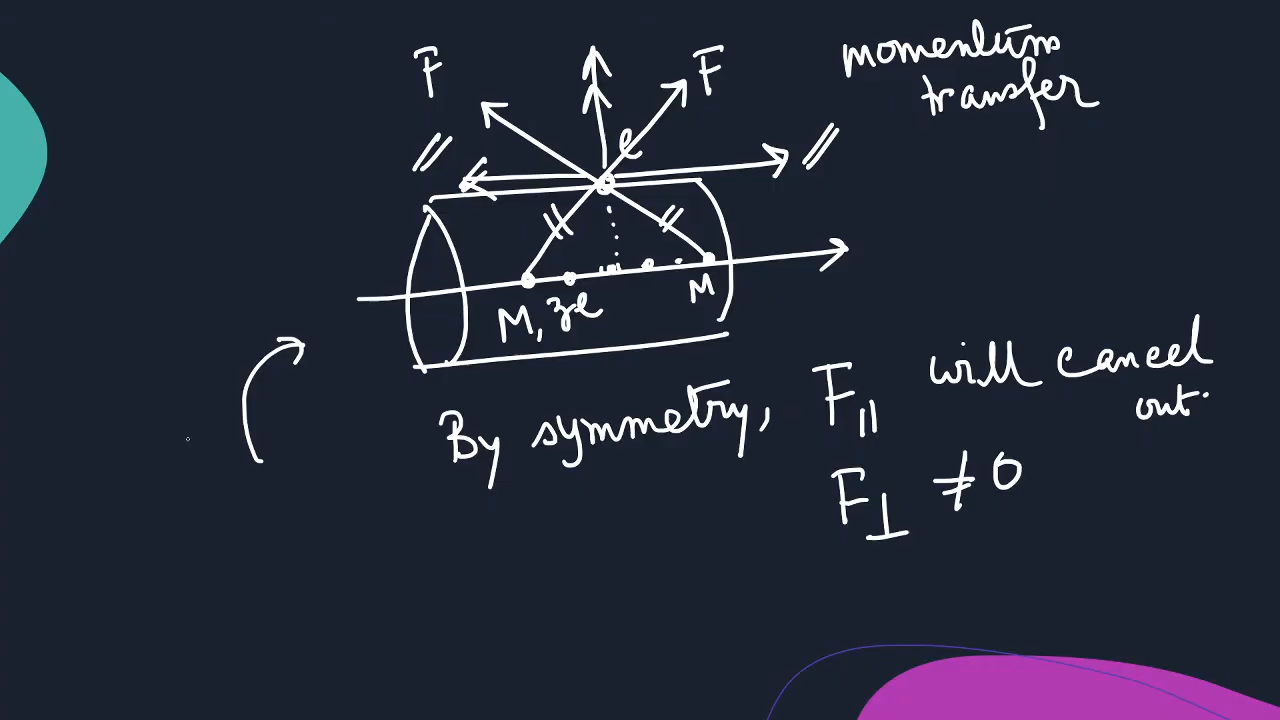 F
F
momentum
transfer
//
e
//
M, ze
M
By symmetry, F|| will cancel
out.
F⊥ ≠ 0